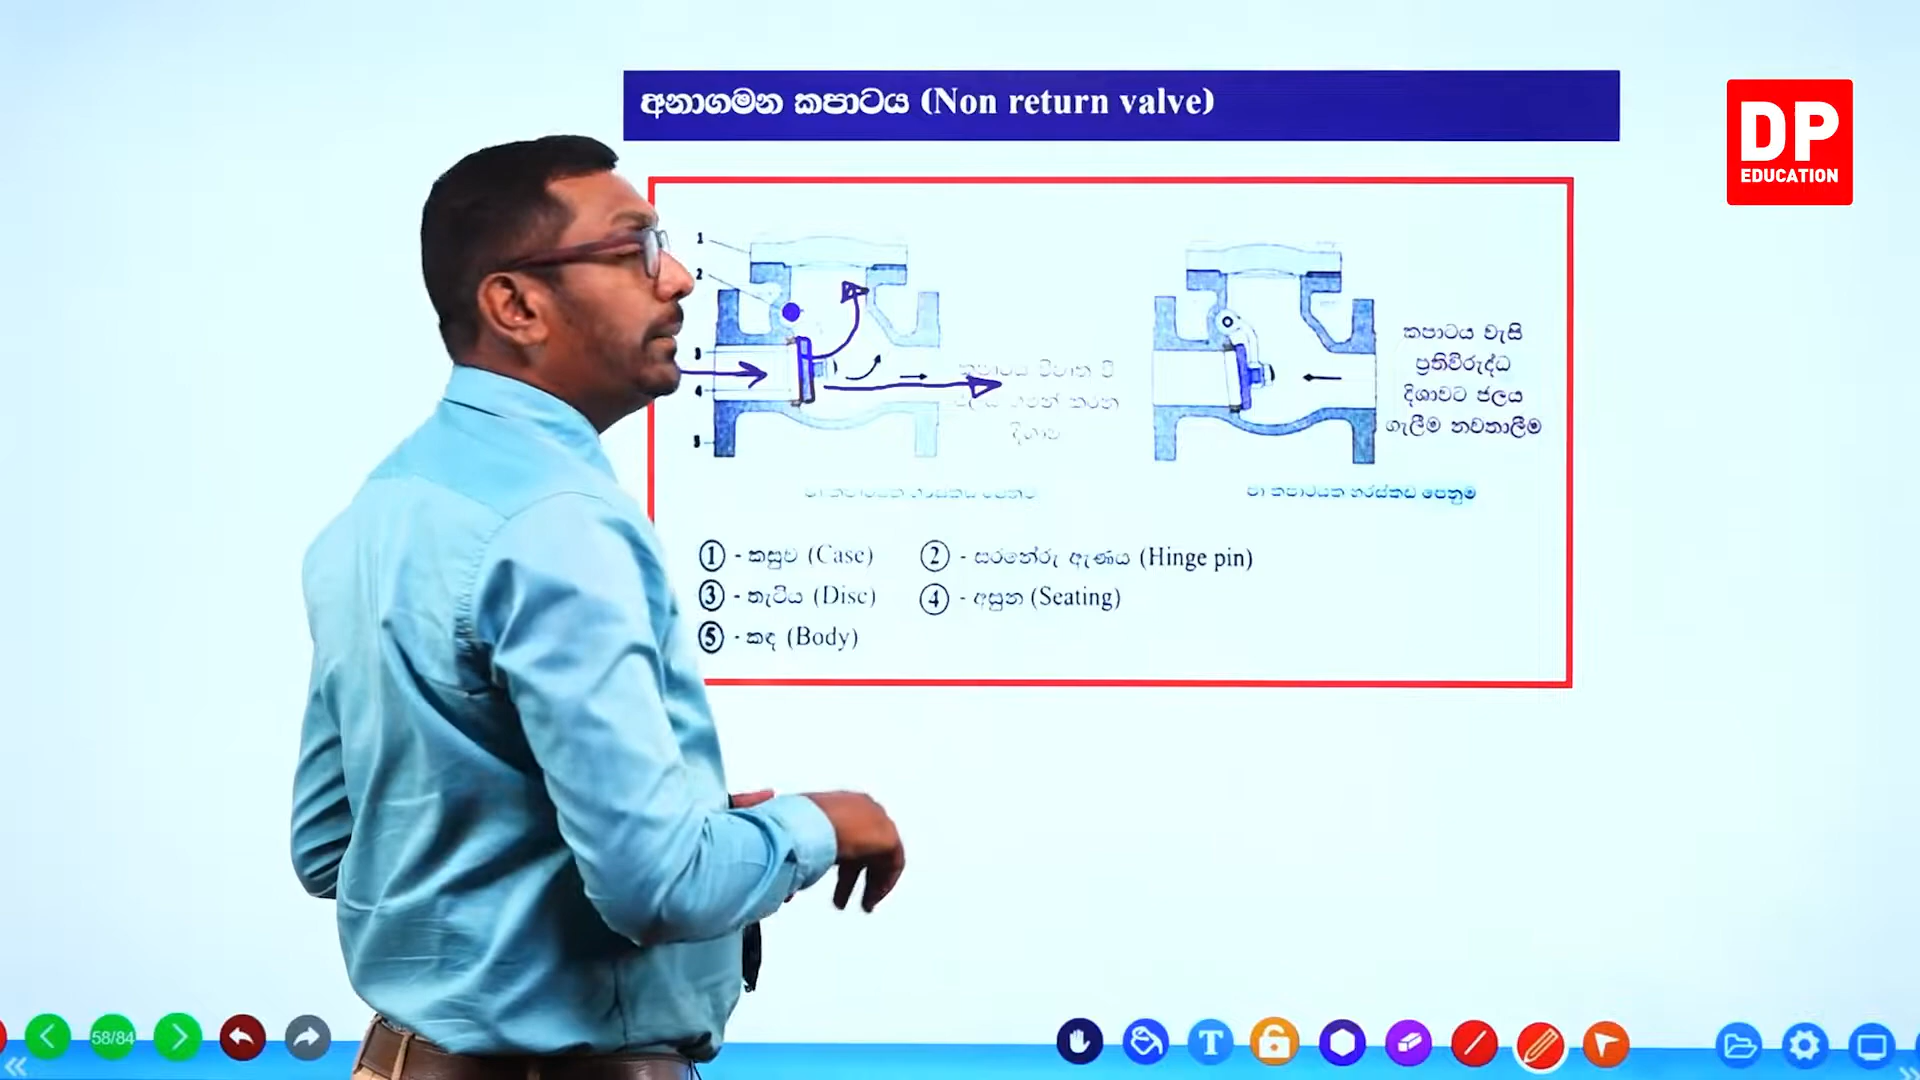 අනාගමන කපාටය (Non return valve)
DP
EDUCATION
1
2
3
4
5
දිශාව
කපාටය වැසි
ප්‍රතිවිරුද්ධ
දිශාවට ජලය
ගැලීම නවතාලීම
හරස්කඩ පෙනුම
① - කසුව (Case) ② - සරනේරු ඇණය (Hinge pin)
③ - තැටිය (Disc) ④ - අසුන (Seating)
⑤ - කඳ (Body)
58/84
T